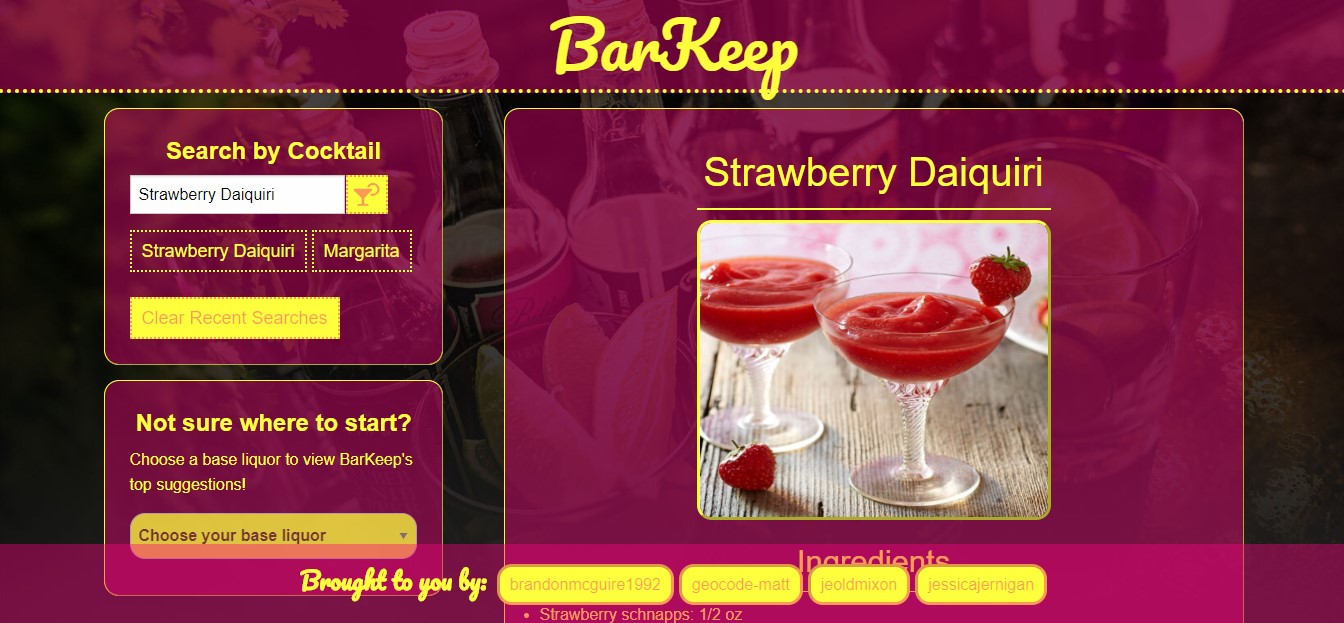 BarKeep
Search by Cocktail
Strawberry Daiquiri
Strawberry Daiquiri
Margarita
Clear Recent Searches
Not sure where to start?
Choose a base liquor to view BarKeep's
top suggestions!
Choose your base liquor
Strawberry Daiquiri
Ingredients
Strawberry schnapps: 1/2 oz
Brought to you by:
brandonmcguire1992
geocode-matt
jeoldmixon
jessicajernigan